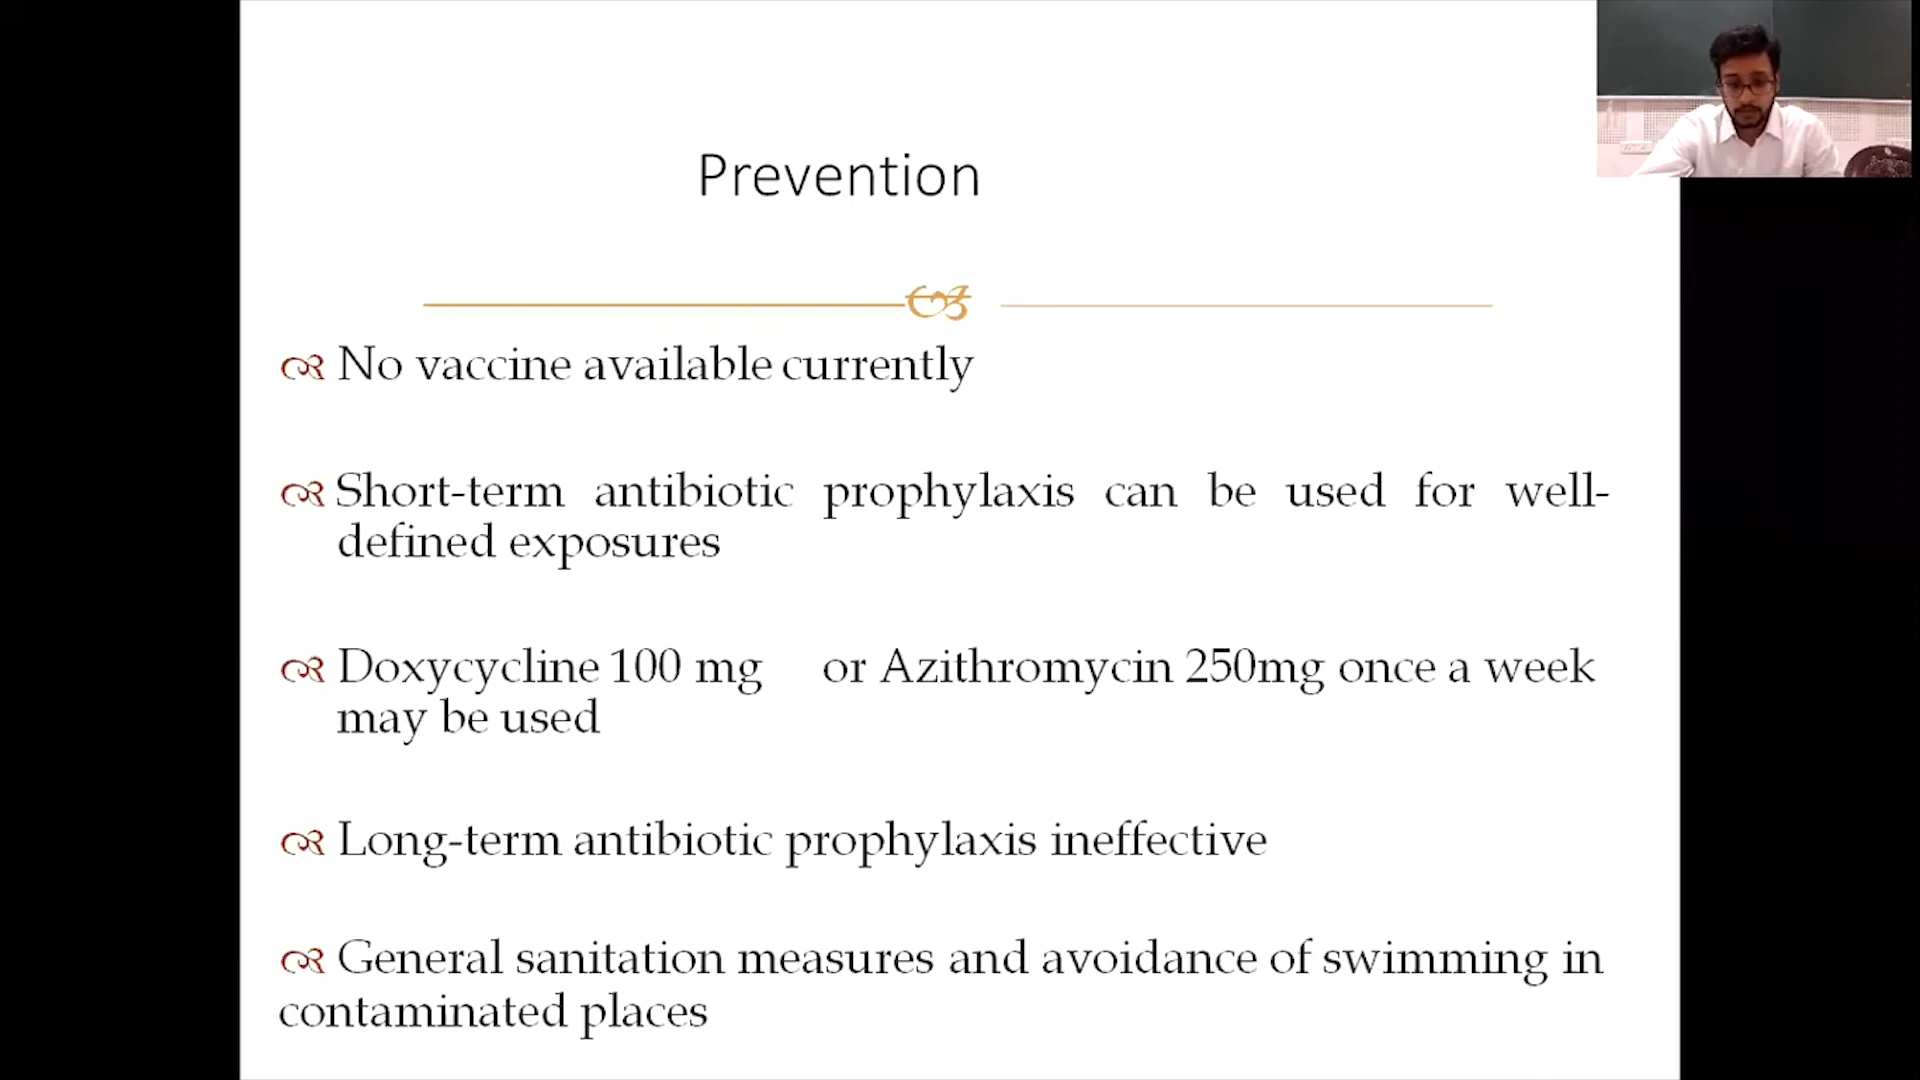 Prevention
No vaccine available currently
Short-term antibiotic prophylaxis can be used for well-
defined exposures
Doxycycline 100 mg or Azithromycin 250mg once a week
may be used
Long-term antibiotic prophylaxis ineffective
General sanitation measures and avoidance of swimming in
contaminated places